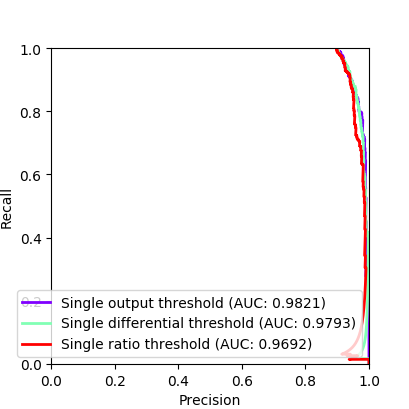 1.0
0.8
0.6
0.4
0.2
0.0
Recall
Single output threshold (AUC: 0.9821)
Single differential threshold (AUC: 0.9793)
Single ratio threshold (AUC: 0.9692)
0.0 0.2 0.4 0.6 0.8 1.0
Precision